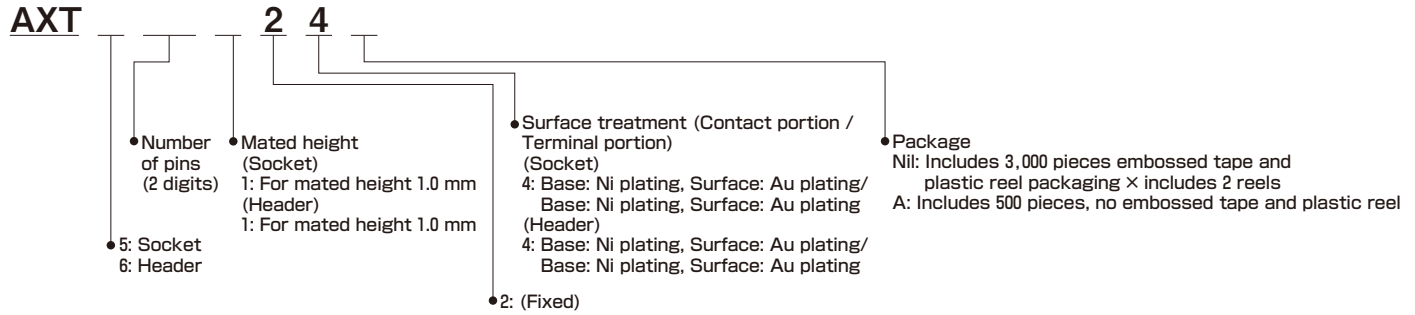 AXT 2 4
Number
of pins
(2 digits)
Mated height
(Socket)
1: For mated height 1.0 mm
(Header)
1: For mated height 1.0 mm
5: Socket
6: Header
Surface treatment (Contact portion /
Terminal portion)
(Socket)
4: Base: Ni plating, Surface: Au plating/
Base: Ni plating, Surface: Au plating
(Header)
4: Base: Ni plating, Surface: Au plating/
Base: Ni plating, Surface: Au plating
2: (Fixed)
Package
Nil: Includes 3,000 pieces embossed tape and
plastic reel packaging × includes 2 reels
A: Includes 500 pieces, no embossed tape and plastic reel